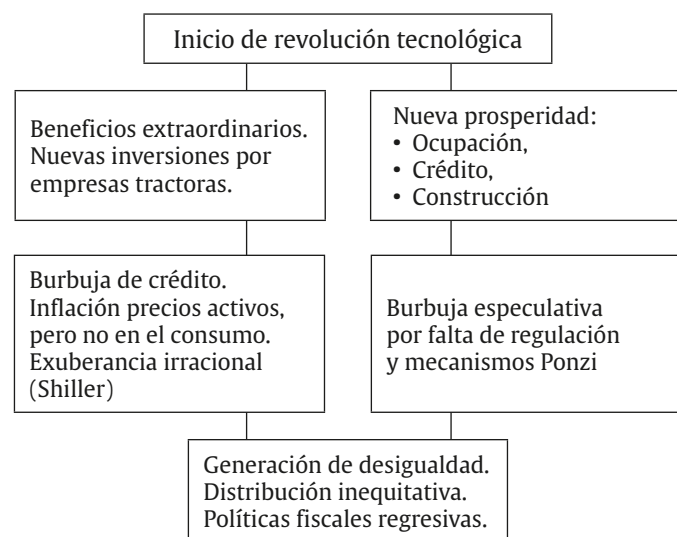 Inicio de revolución tecnológica
Beneficios extraordinarios.
Nuevas inversiones por
empresas tractoras.
Nueva prosperidad:
• Ocupación,
• Crédito,
• Construcción
Burbuja de crédito.
Inflación precios activos,
pero no en el consumo.
Exuberancia irracional
(Shiller)
Burbuja especulativa
por falta de regulación
y mecanismos Ponzi
Generación de desigualdad.
Distribución inequitativa.
Políticas fiscales regresivas.